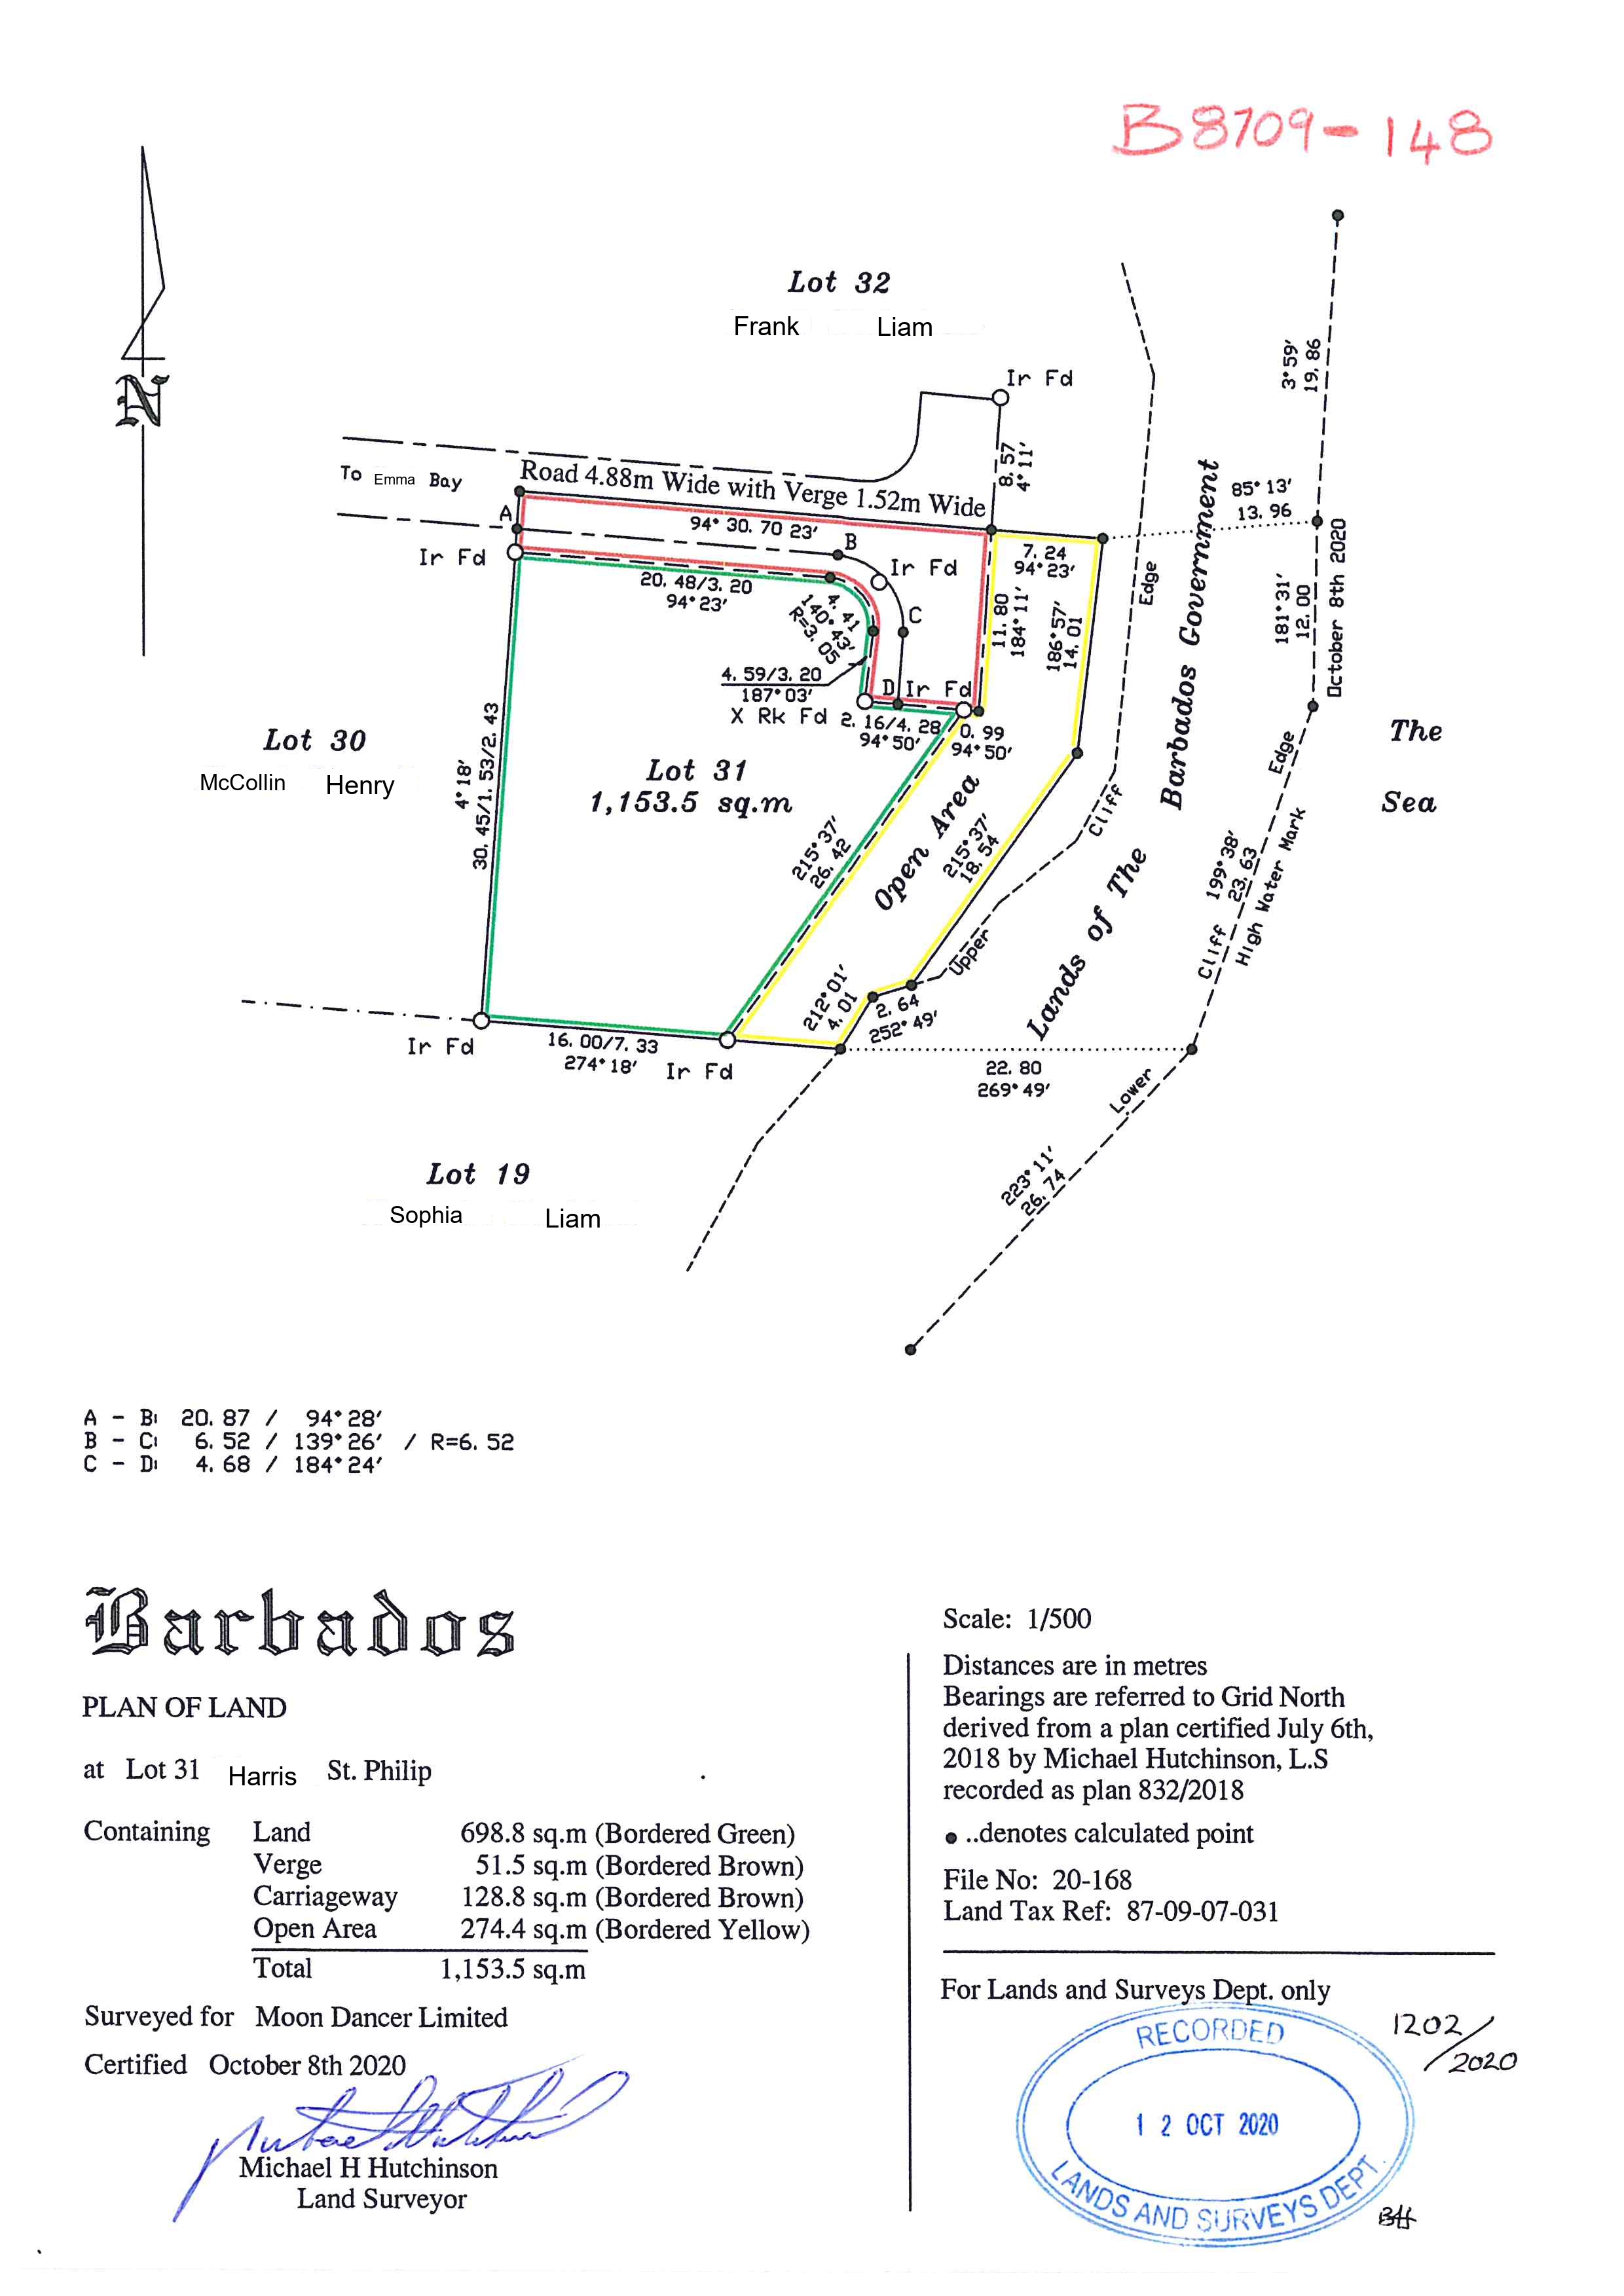 B8709-148
Lot 32
Frank Liam
Ir Fd
3°59′
19.86
8.57
4°11′
To Emma Bay
Road 4.88m Wide with Verge 1.52m Wide
85°13′
13.96
A
94° 30.70 23′
B
Ir Fd
Ir Fd
7.24
94°23′
Edge
20.48/3.20
94°23′
4.41
140°43′
R=3.05
C
11.80
184°11′
186°57′
14.01
181°31′
12.00
October 8th 2020
4.59/3.20
187°03′
D
Ir Fd
X Rk Fd
2.16/4.28
94°50′
0.99
94°50′
Lot 30
McCollin Henry
4°18′
30.45/1.53/2.43
Lot 31
1,153.5 sq.m
The
Sea
Lands of The Barbados Government
Open Area
215°37′
26.42
215°37′
18.54
Cliff
Upper
Edge
199°38′
23.63
Cliff
High Water Mark
212°01′
4.01
2.64
252°49′
Ir Fd
16.00/7.33
274°18′
Ir Fd
22.80
269°49′
Lower
223°11′
26.74
Lot 19
Sophia Liam
A - B: 20.87 / 94°28′
B - C: 6.52 / 139°26′ / R=6.52
C - D: 4.68 / 184°24′
N
Barbados
PLAN OF LAND
at Lot 31 Harris St. Philip
Containing Land 698.8 sq.m (Bordered Green)
Verge 51.5 sq.m (Bordered Brown)
Carriageway 128.8 sq.m (Bordered Brown)
Open Area 274.4 sq.m (Bordered Yellow)
Total 1,153.5 sq.m
Surveyed for Moon Dancer Limited
Certified October 8th 2020
Michael H Hutchinson
Land Surveyor
Scale: 1/500
Distances are in metres
Bearings are referred to Grid North
derived from a plan certified July 6th,
2018 by Michael Hutchinson, L.S
recorded as plan 832/2018
● ..denotes calculated point
File No: 20-168
Land Tax Ref: 87-09-07-031
For Lands and Surveys Dept. only
RECORDED
12 OCT 2020
LANDS AND SURVEYS DEPT.
1202/2020